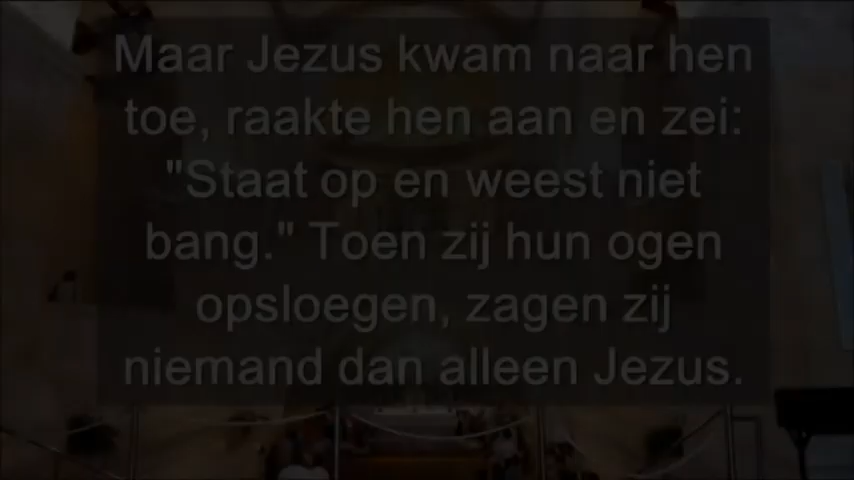 Maar Jezus kwam naar hen
toe, raakte hen aan en zei:
"Staat op en weest niet
bang." Toen zij hun ogen
opsloegen, zagen zij
niemand dan alleen Jezus.